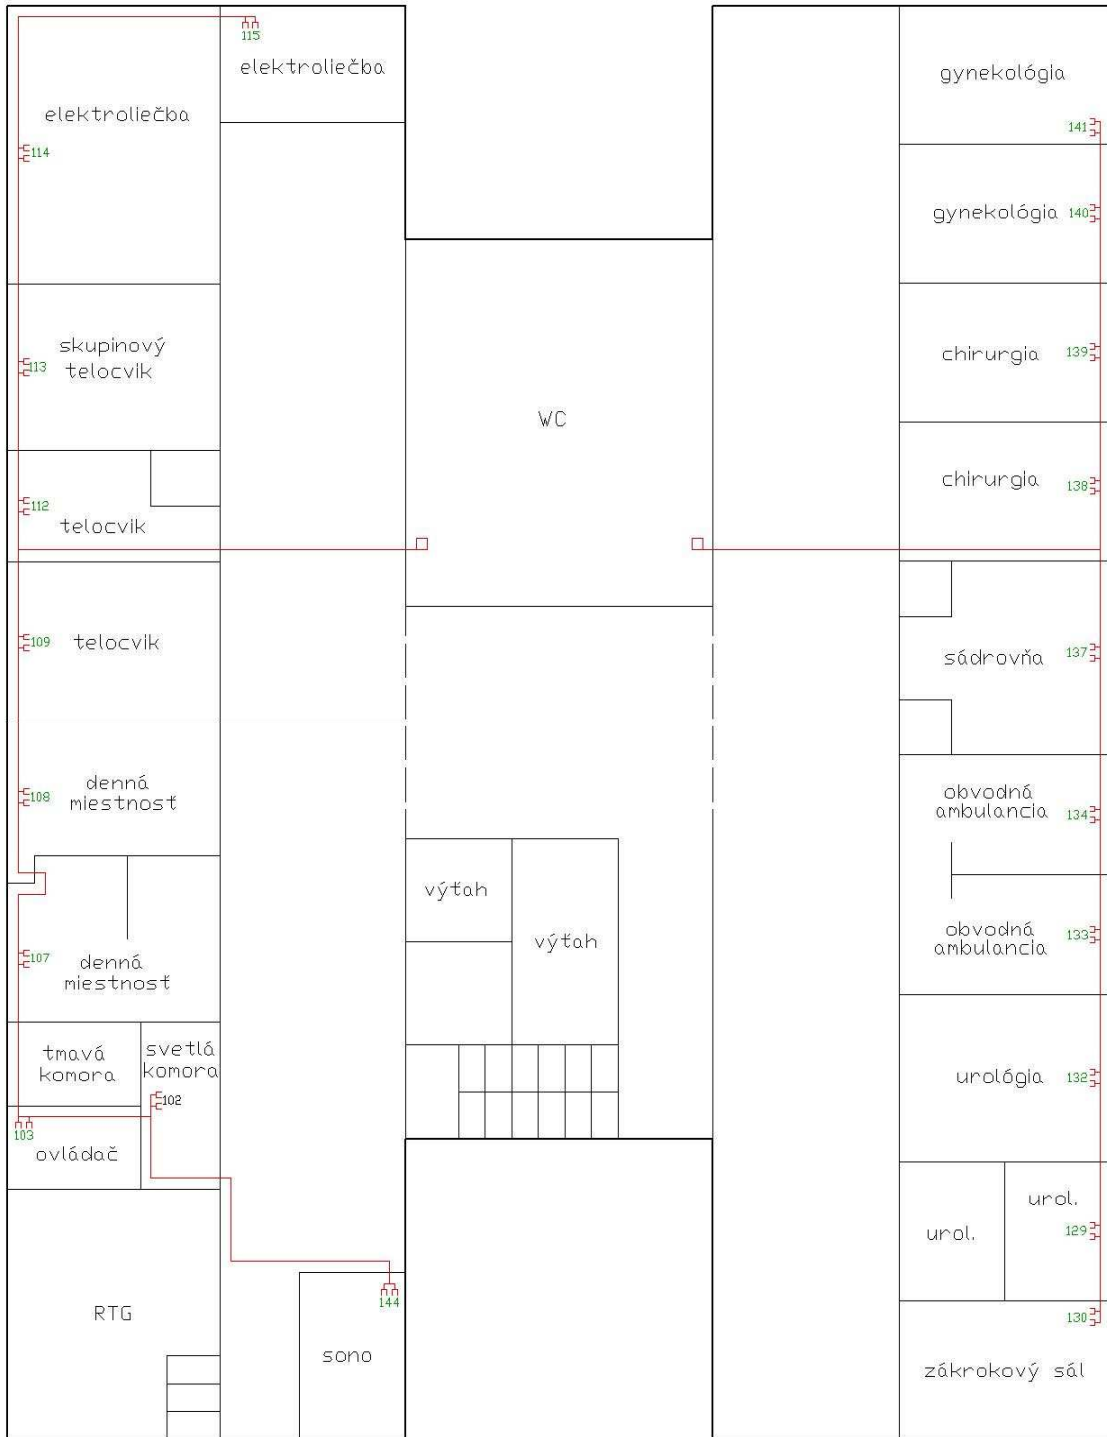 115
elektroliečba
elektroliečba
114
skupinový
telocvik
113
112
telocvik
109
telocvik
denná
miestnosť
108
107
denná
miestnosť
tmavá
komora
svetlá
komora
102
103
ovládač
RTG
144
sono
WC
výťah
výťah
gynekológia
141
gynekológia
140
chirurgia
139
chirurgia
138
sádrovňa
137
obvodná
ambulancia
134
obvodná
ambulancia
133
urológia
132
urol.
urol.
129
130
zákrokový sál